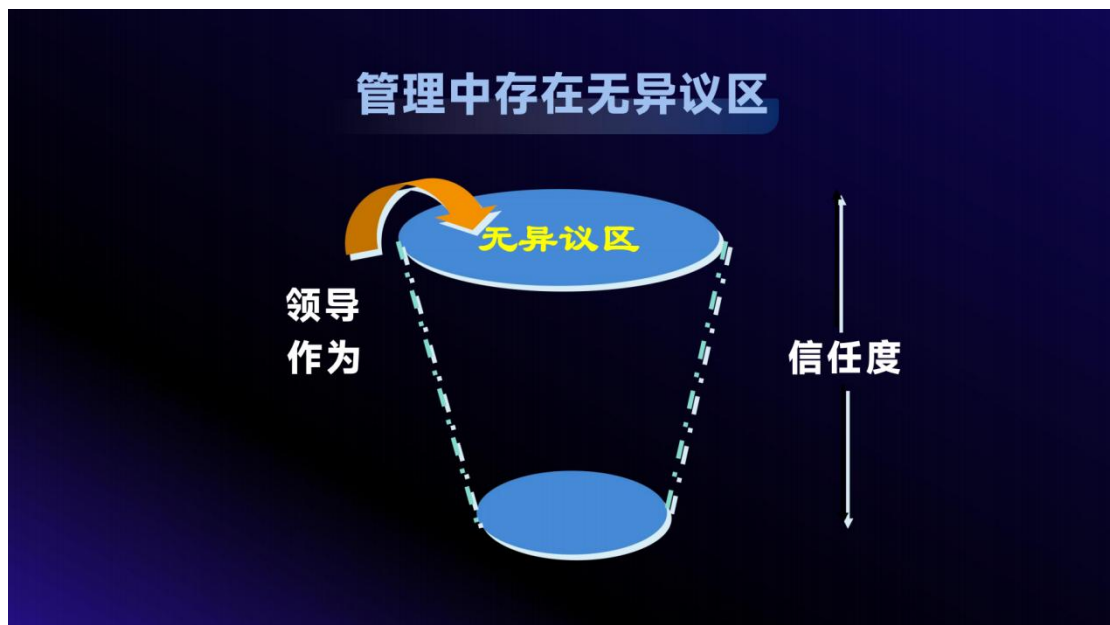 管理中存在无异议区
无异议区
领导
作为
信任度